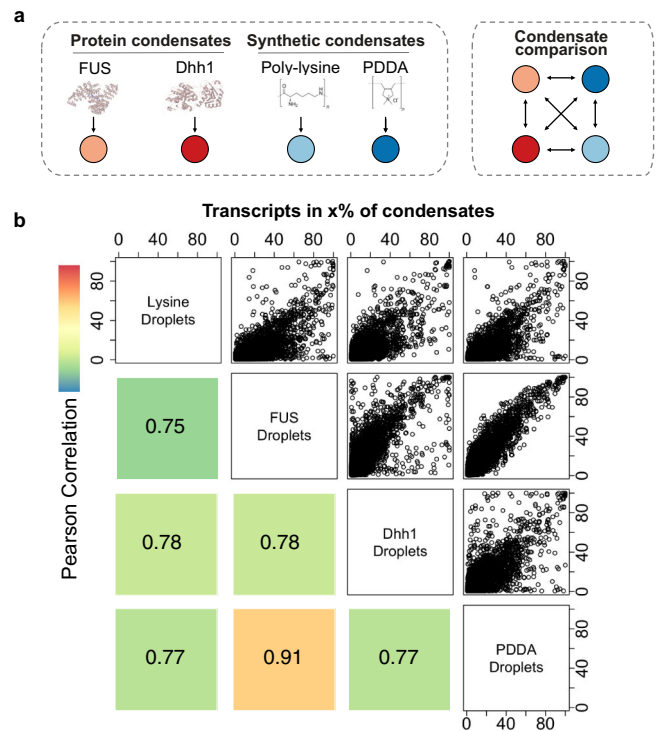 a
Protein condensates
Synthetic condensates
Condensate
comparison
FUS
Dhh1
Poly-lysine
PDDA
b
Transcripts in x% of condensates
0 40 80
0 40 80
0 40 80
0 40 80
Lysine
Droplets
0 40 80
0 40 80
Pearson Correlation
0.75
FUS
Droplets
0 40 80
0.78
0.78
Dhh1
Droplets
0 40 80
0.77
0.91
0.77
PDDA
Droplets
0 40 80
0 40 80